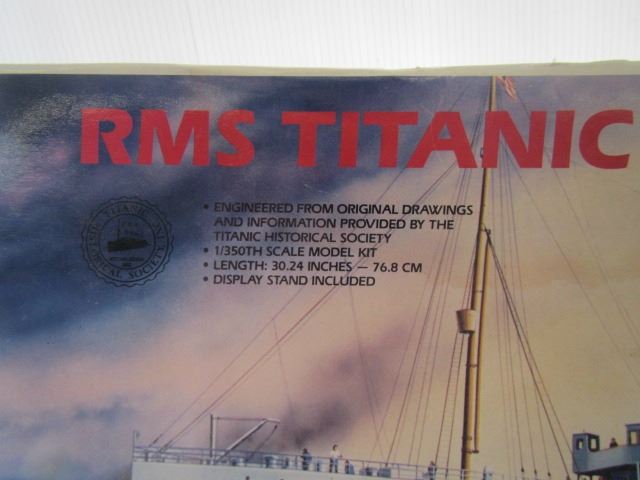 RMS TITANIC
• ENGINEERED FROM ORIGINAL DRAWINGS
AND INFORMATION PROVIDED BY THE
TITANIC HISTORICAL SOCIETY
• 1/350TH SCALE MODEL KIT
• LENGTH: 30.24 INCHES — 76.8 CM
• DISPLAY STAND INCLUDED